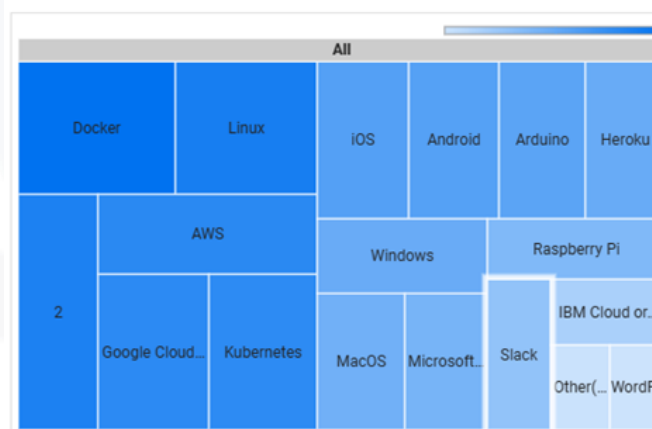 All
Docker
Linux
iOS
Android
Arduino
Heroku
AWS
Windows
Raspberry Pi
2
Google Cloud...
Kubernetes
MacOS
Microsoft...
Slack
IBM Cloud or...
Other(...
WordP